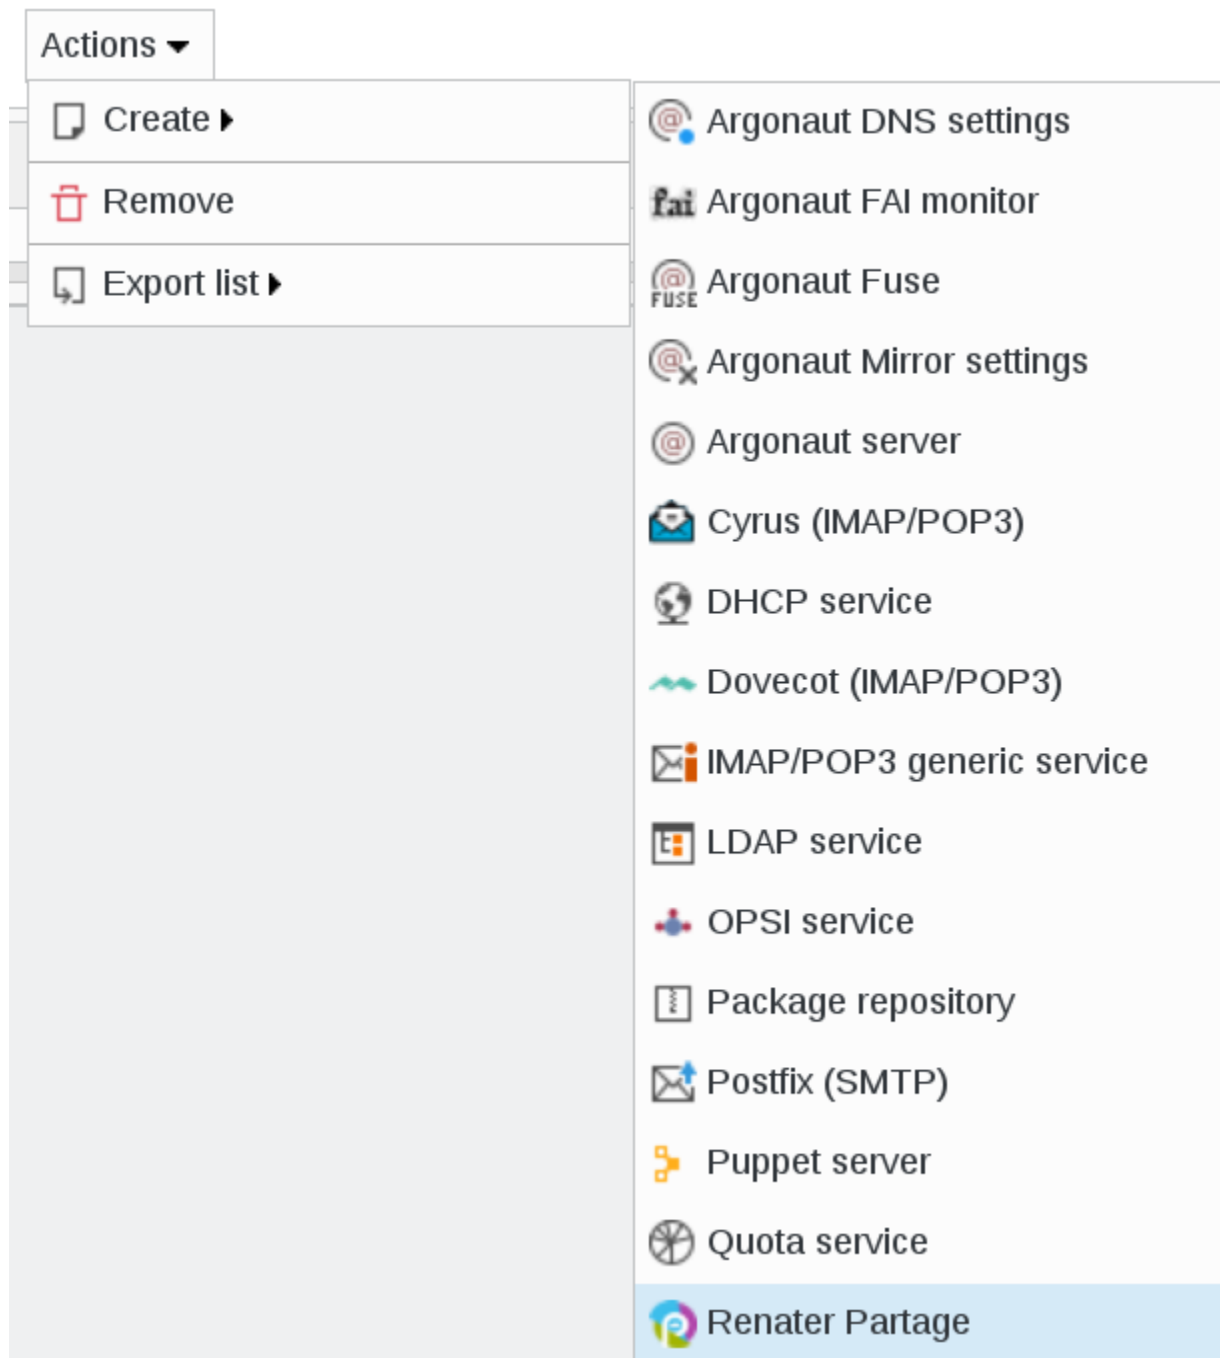 Actions
Create
Remove
Export list
Argonaut DNS settings
fai Argonaut FAI monitor
FUSE Argonaut Fuse
Argonaut Mirror settings
Argonaut server
Cyrus (IMAP/POP3)
DHCP service
Dovecot (IMAP/POP3)
IMAP/POP3 generic service
LDAP service
OPSI service
Package repository
Postfix (SMTP)
Puppet server
Quota service
Renater Partage